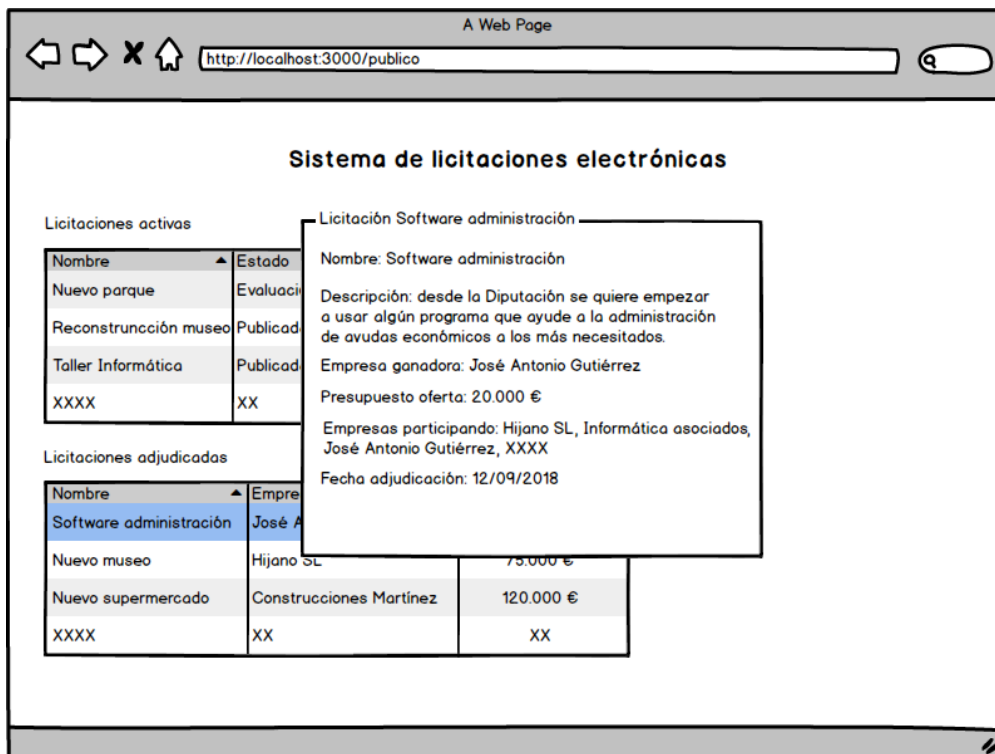 A Web Page
http://localhost:3000/publico
Sistema de licitaciones electrónicas
Licitaciones activas
Nombre Estado
Nuevo parque
Reconstruncción museo
Taller Informática
XXXX XX
Licitación Software administración
Nombre: Software administración
Descripción: desde la Diputación se quiere empezar
a usar algún programa que ayude a la administración
de avudas económicos a los más necesitados.
Empresa ganadora: José Antonio Gutiérrez
Presupuesto oferta: 20.000 €
Empresas participando: Hijano SL, Informática asociados,
José Antonio Gutiérrez, XXXX
Fecha adjudicación: 12/09/2018
Licitaciones adjudicadas
Nombre
Software administración José
Nuevo museo Hijano SL 75.000 €
Nuevo supermercado Construcciones Martínez 120.000 €
XXXX XX XX